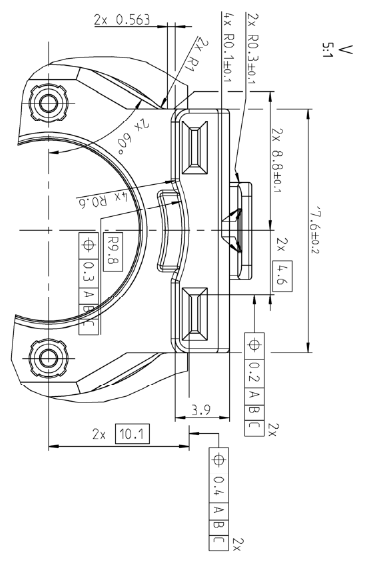 V
5:1
2x 0.563
2x R1
4x R0.1±0.1
2x R0.3±0.1
2x 60°
2x 8.8±0.1
7.6±0.2
4x R0.6
R9.8
0.3 A B C
2x
4.6
0.2 A B C
2x
3.9
2x 10.1
0.4 A B C
2x